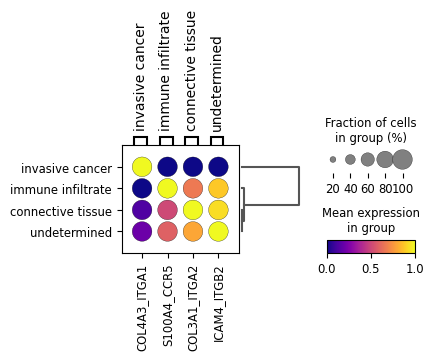 invasive cancer
immune infiltrate
connective tissue
undetermined
invasive cancer
immune infiltrate
connective tissue
undetermined
COL4A3_ITGA1
S100A4_CCR5
COL3A1_ITGA2
ICAM4_ITGB2
Fraction of cells
in group (%)
20 40 60 80 100
Mean expression
in group
0.0 0.5 1.0